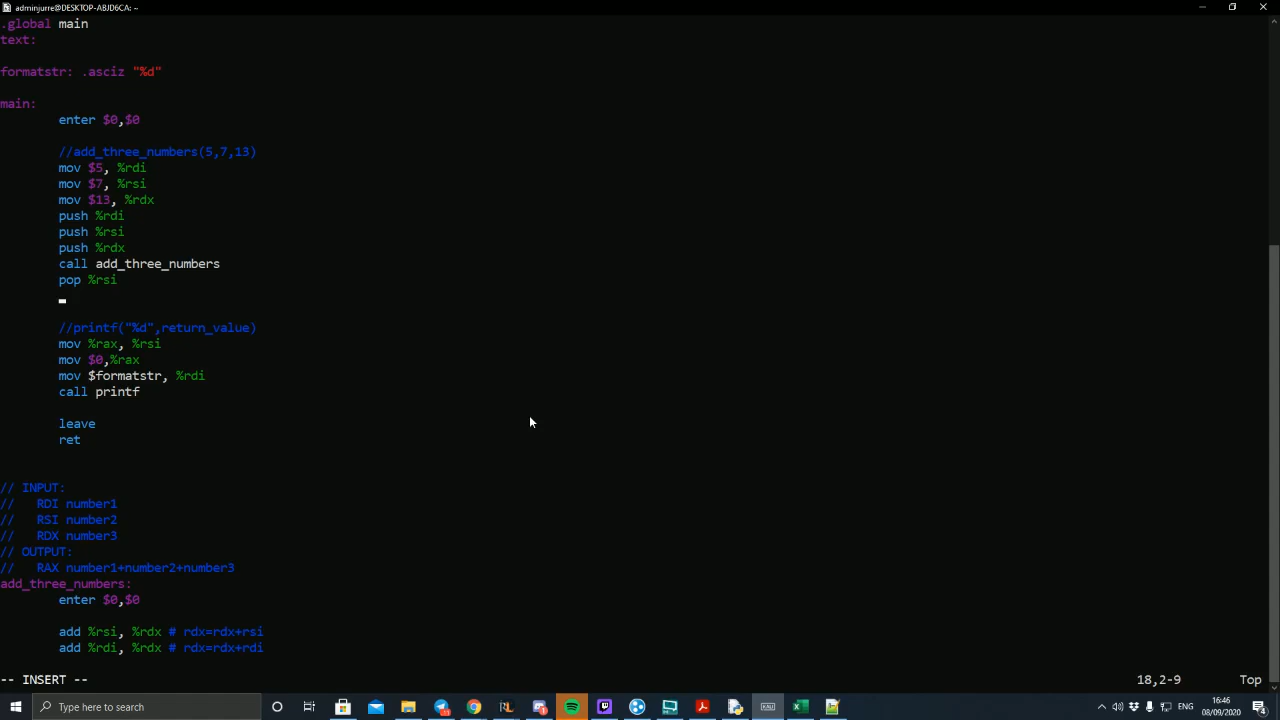 adminjurre@DESKTOP-ABJD6CA: ~
.global main
text:
formatstr: .asciz "%d"
main:
enter $0,$0
//add_three_numbers(5,7,13)
mov $5, %rdi
mov $7, %rsi
mov $13, %rdx
push %rdi
push %rsi
push %rdx
call add_three_numbers
pop %rsi
//printf("%d",return_value)
mov %rax, %rsi
mov $0,%rax
mov $formatstr, %rdi
call printf
leave
ret
// INPUT:
//   RDI number1
//   RSI number2
//   RDX number3
// OUTPUT:
//   RAX number1+number2+number3
add_three_numbers:
enter $0,$0
add %rsi, %rdx # rdx=rdx+rsi
add %rdi, %rdx # rdx=rdx+rdi
-- INSERT -- 18,2-9 Top
Type here to search
16:46
08/09/2020